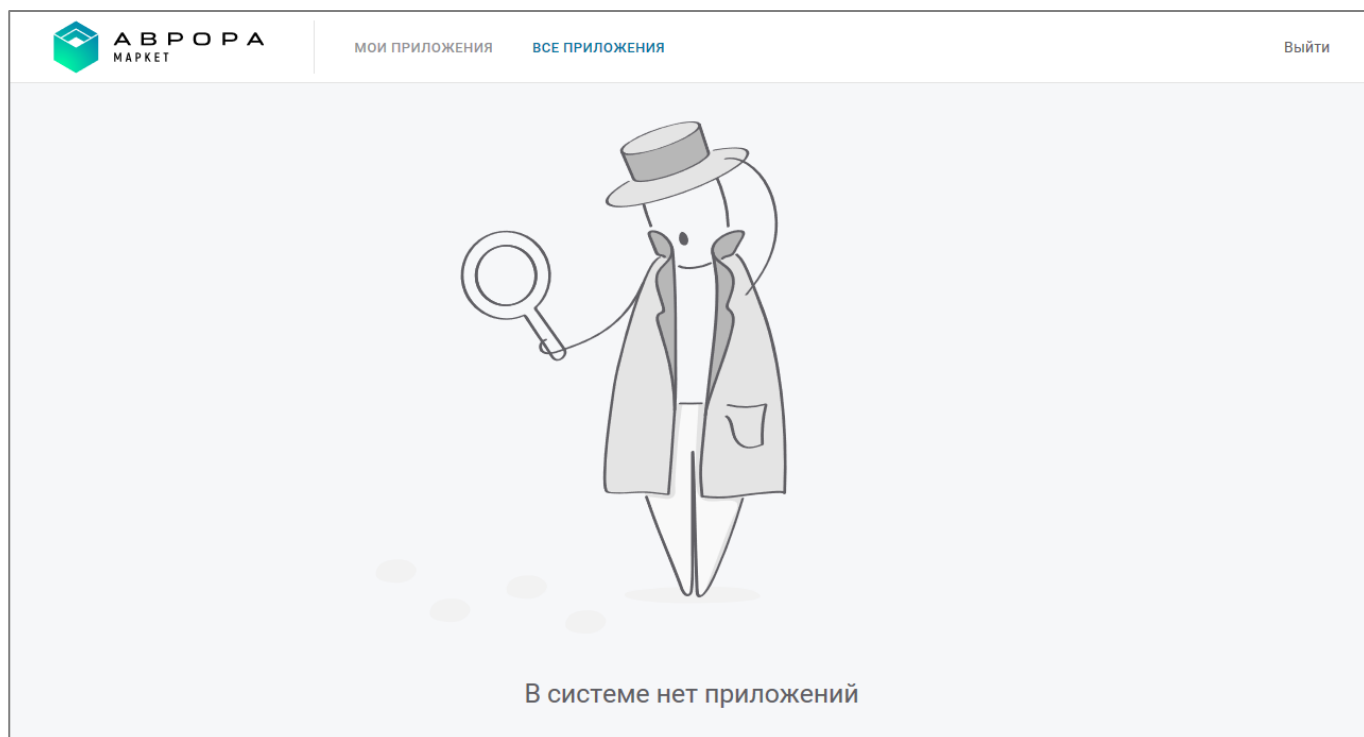 АВРОРА
МАРКЕТ
МОИ ПРИЛОЖЕНИЯ
ВСЕ ПРИЛОЖЕНИЯ
Выйти
В системе нет приложений